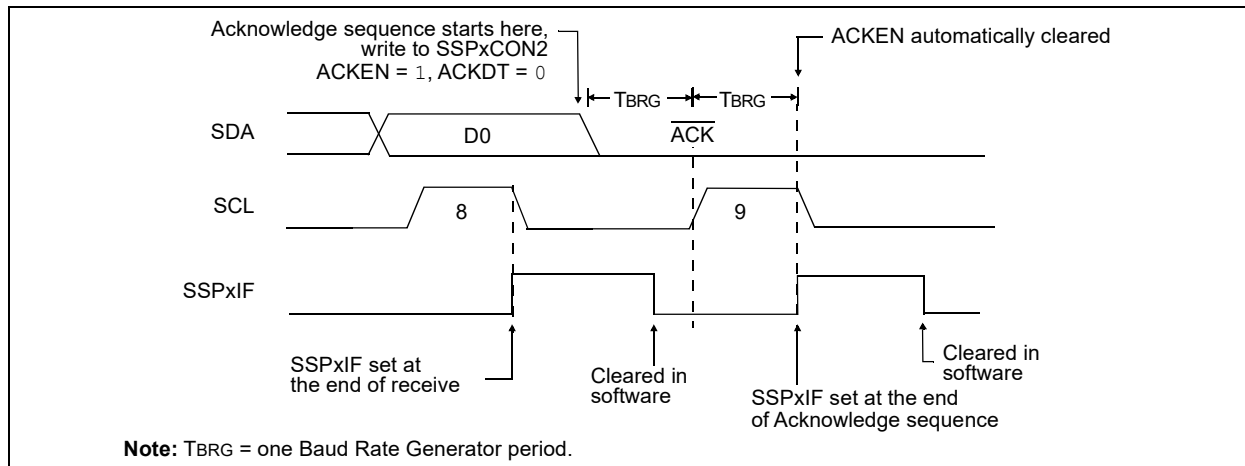 Acknowledge sequence starts here,
write to SSPxCON2
ACKEN = 1, ACKDT = 0
ACKEN automatically cleared
TBRG
TBRG
SDA
D0
ACK
SCL
8
9
SSPxIF
SSPxIF set at
the end of receive
Cleared in
software
SSPxIF set at the end
of Acknowledge sequence
Cleared in
software
Note: TBRG = one Baud Rate Generator period.